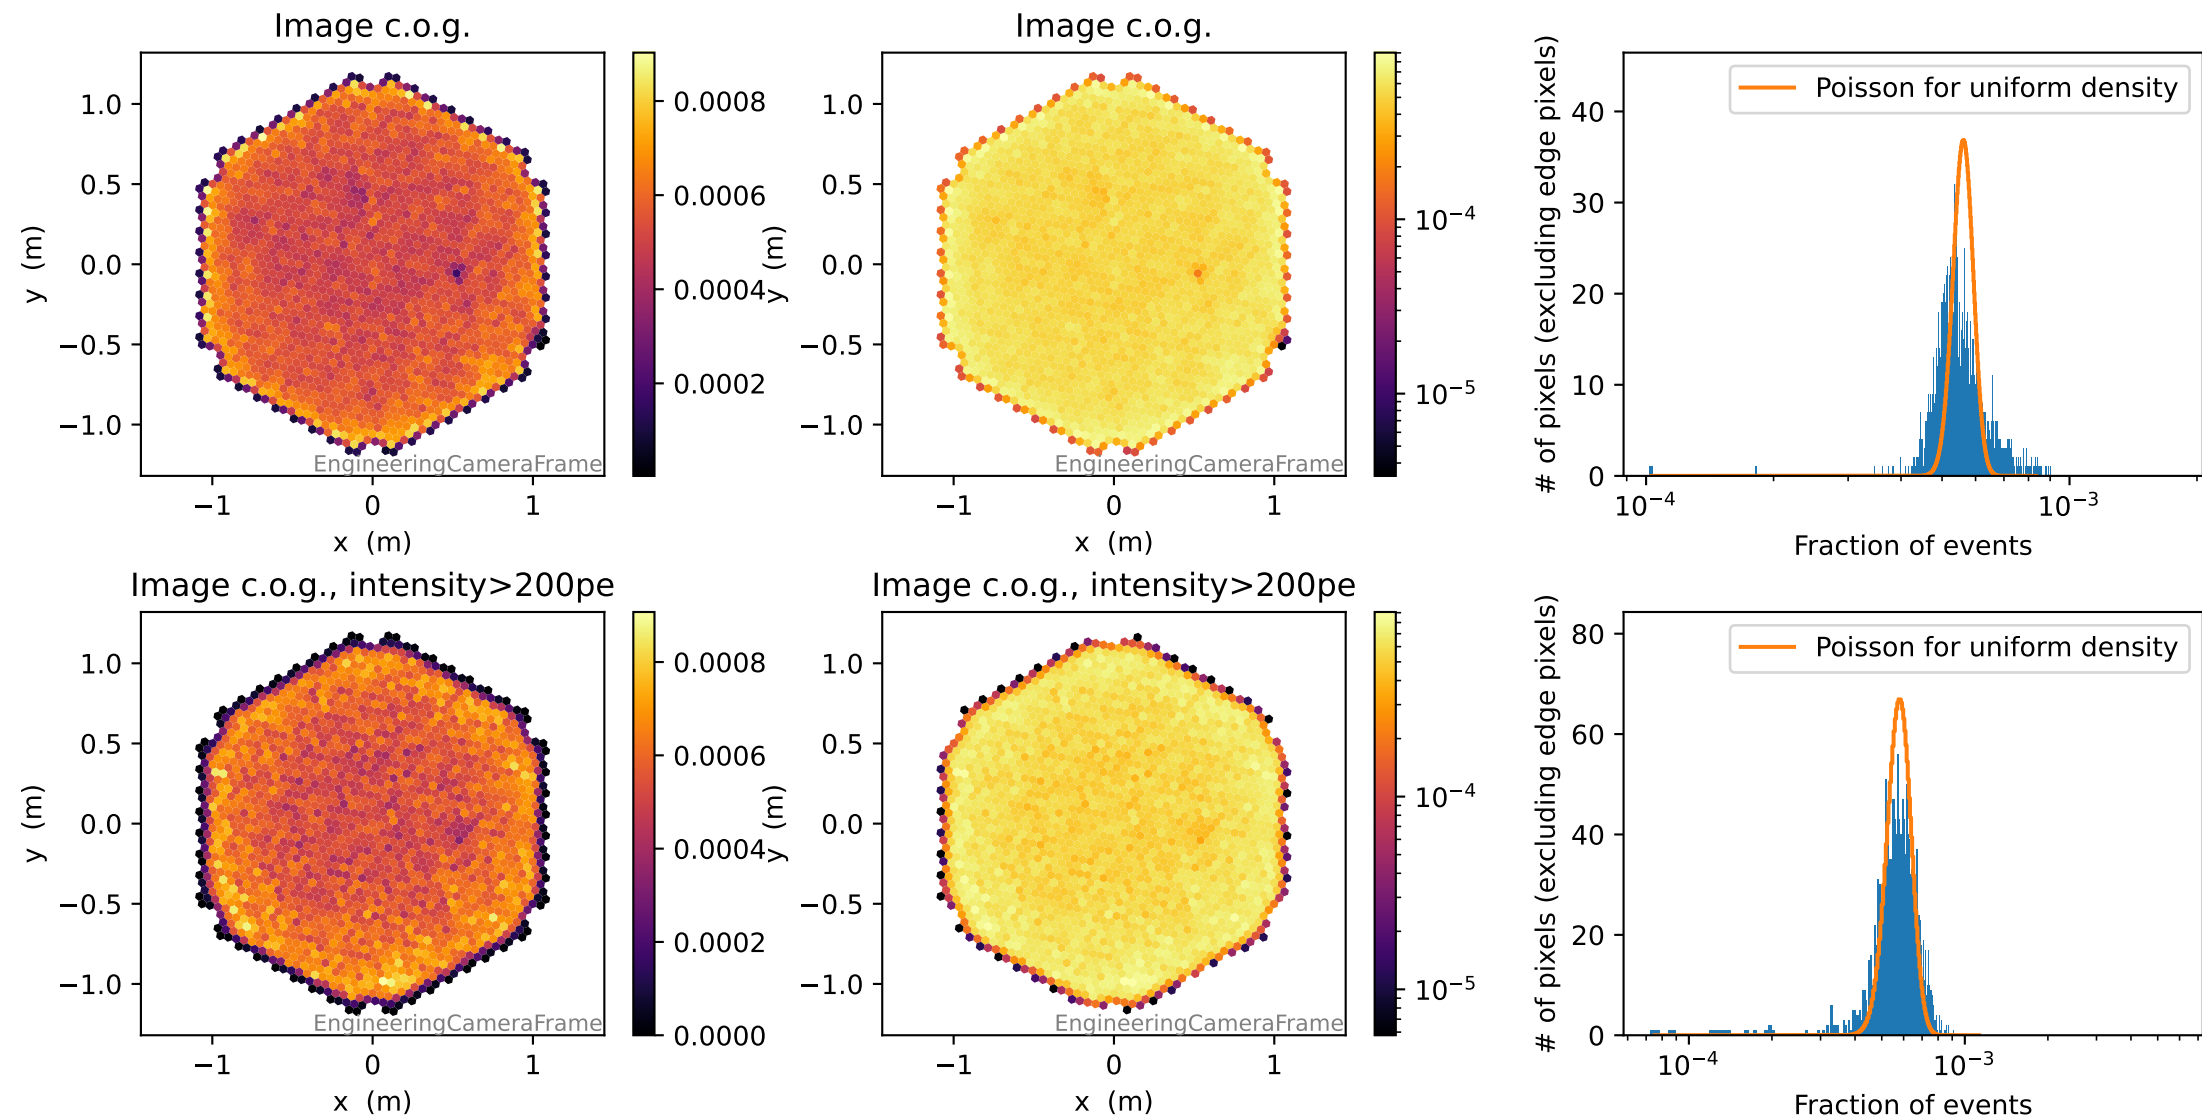 Image c.o.g.
1.0
0.5
0.0
−0.5
−1.0
y (m)
EngineeringCameraFrame
−1
0
1
x (m)
0.0008
0.0006
0.0004
0.0002
Image c.o.g.
1.0
0.5
0.0
−0.5
−1.0
y (m)
EngineeringCameraFrame
−1
0
1
x (m)
10⁻⁴
10⁻⁵
# of pixels (excluding edge pixels)
40
30
20
10
0
Poisson for uniform density
10⁻⁴
10⁻³
Fraction of events
Image c.o.g., intensity>200pe
1.0
0.5
0.0
−0.5
−1.0
y (m)
EngineeringCameraFrame
−1
0
1
x (m)
0.0008
0.0006
0.0004
0.0002
0.0000
Image c.o.g., intensity>200pe
1.0
0.5
0.0
−0.5
−1.0
y (m)
EngineeringCameraFrame
−1
0
1
x (m)
10⁻⁴
10⁻⁵
# of pixels (excluding edge pixels)
80
60
40
20
0
Poisson for uniform density
10⁻⁴
10⁻³
Fraction of events